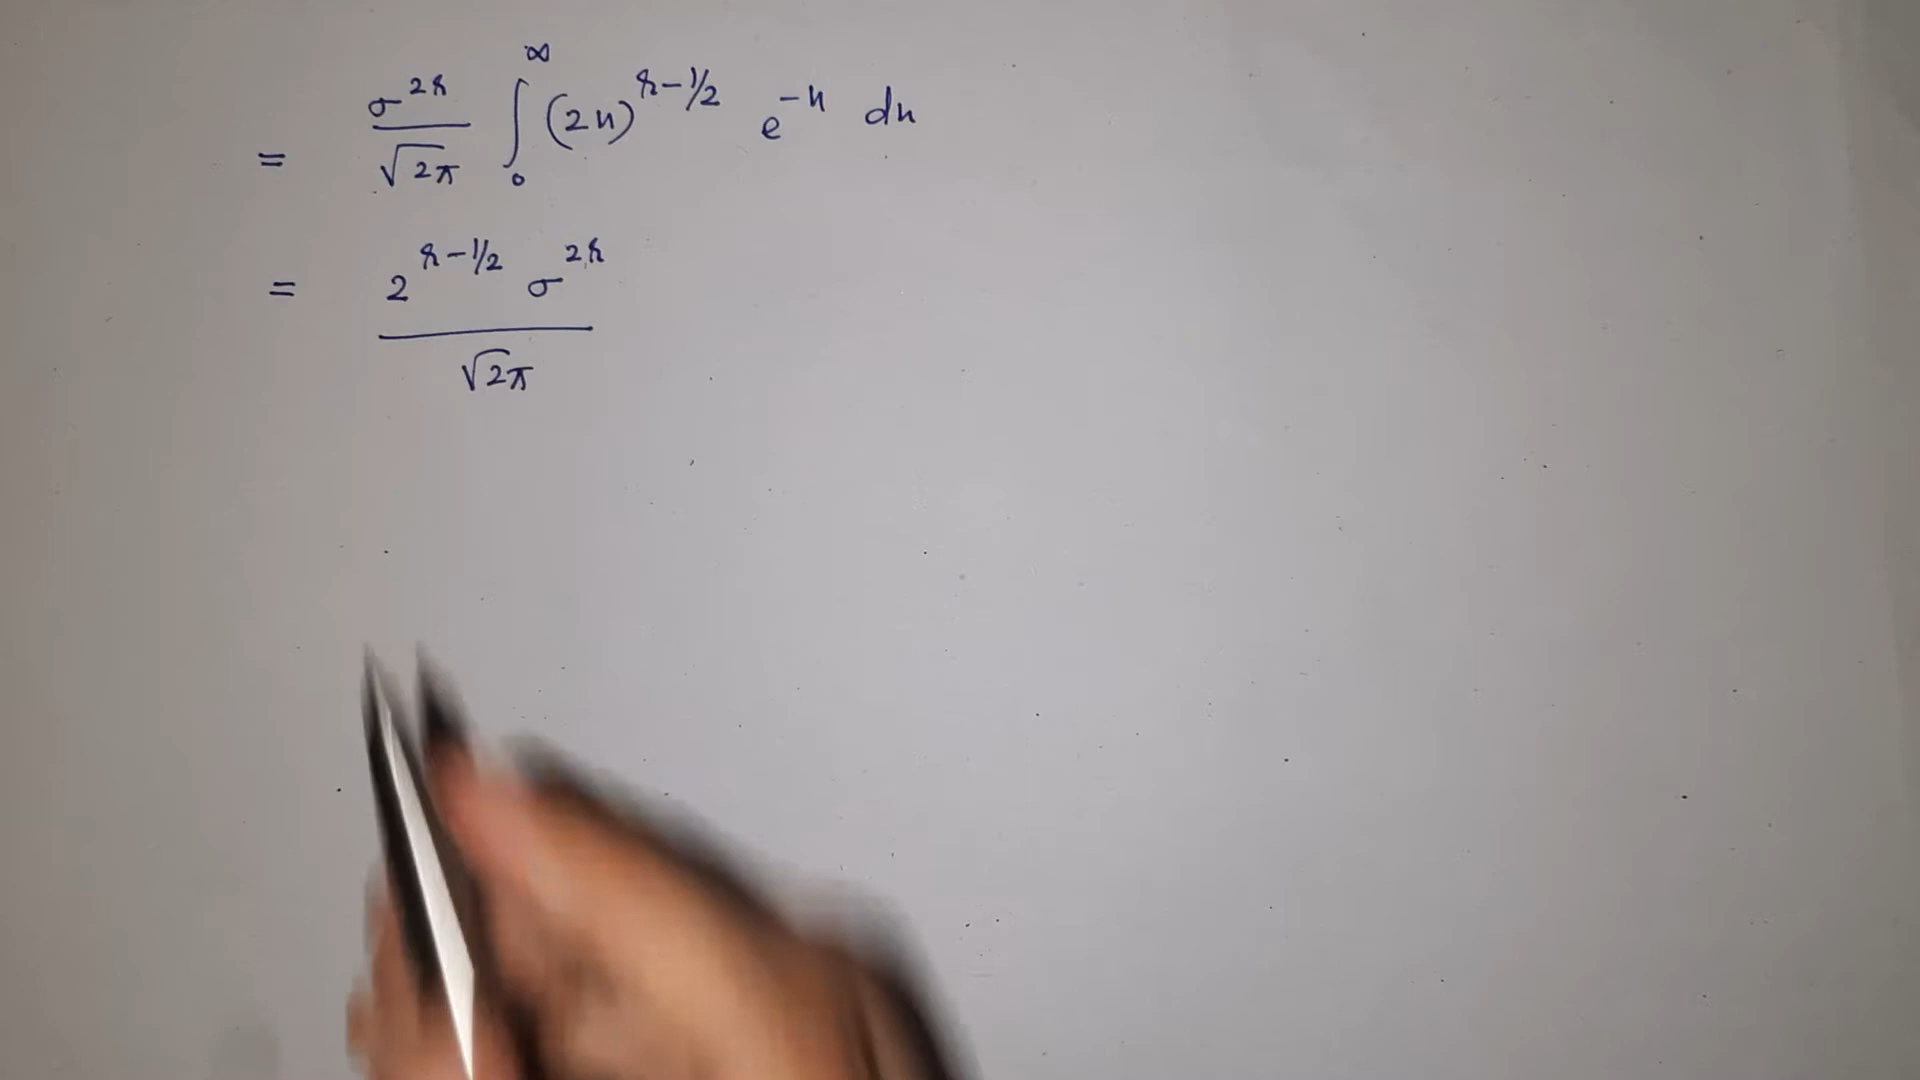 = σ^{2r}/√2π ∫_0^∞ (2u)^{r-1/2} e^{-u} du
= 2^{r-1/2} σ^{2r} / √2π